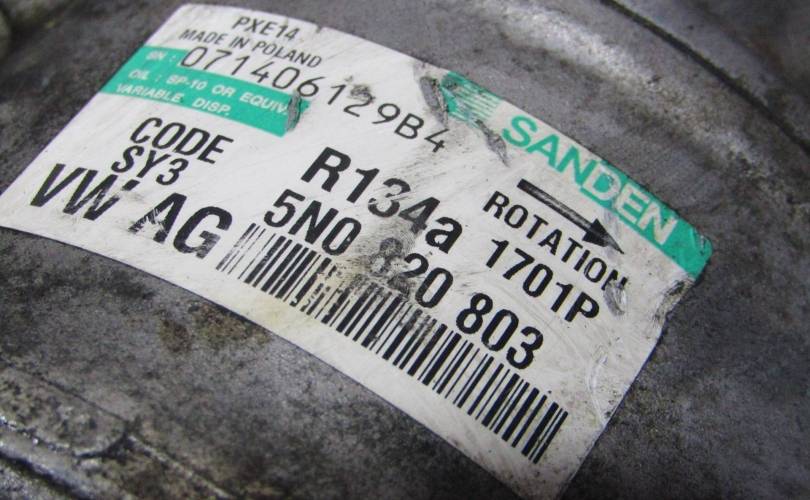 PXE14
MADE IN POLAND
SN : 071406129B4
OIL : SP-10 OR EQUIV.
VARIABLE DISP.
SANDEN
CODE
SY3
VW AG
R134a
ROTATION
1701P
5N0 820 803